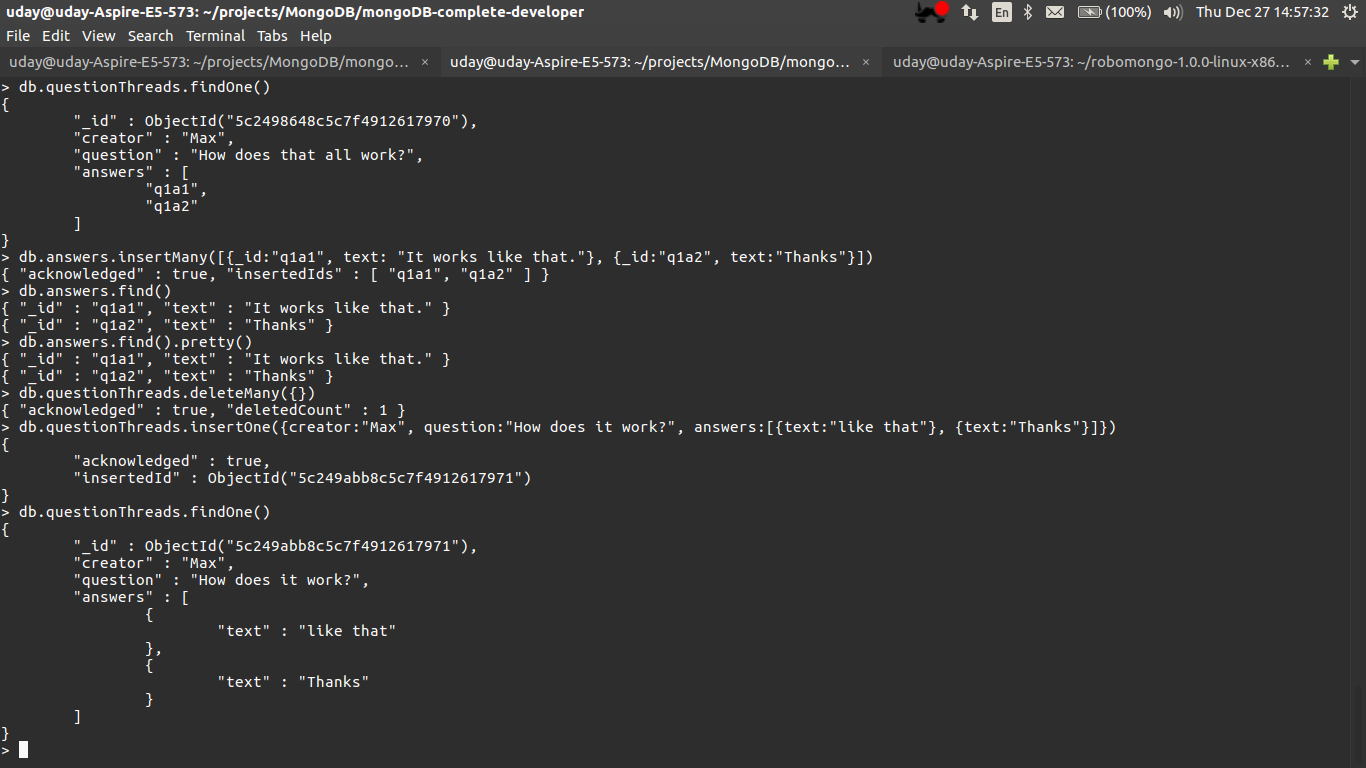 uday@uday-Aspire-E5-573: ~/projects/MongoDB/mongoDB-complete-developer En (100%) Thu Dec 27 14:57:32
File Edit View Search Terminal Tabs Help
uday@uday-Aspire-E5-573: ~/projects/MongoDB/mongo... × uday@uday-Aspire-E5-573: ~/projects/MongoDB/mongo... × uday@uday-Aspire-E5-573: ~/robomongo-1.0.0-linux-x86... ×
> db.questionThreads.findOne()
{
        "_id" : ObjectId("5c2498648c5c7f4912617970"),
        "creator" : "Max",
        "question" : "How does that all work?",
        "answers" : [
                "q1a1",
                "q1a2"
        ]
}
> db.answers.insertMany([{_id:"q1a1", text: "It works like that."}, {_id:"q1a2", text:"Thanks"}])
{ "acknowledged" : true, "insertedIds" : [ "q1a1", "q1a2" ] }
> db.answers.find()
{ "_id" : "q1a1", "text" : "It works like that." }
{ "_id" : "q1a2", "text" : "Thanks" }
> db.answers.find().pretty()
{ "_id" : "q1a1", "text" : "It works like that." }
{ "_id" : "q1a2", "text" : "Thanks" }
> db.questionThreads.deleteMany({})
{ "acknowledged" : true, "deletedCount" : 1 }
> db.questionThreads.insertOne({creator:"Max", question:"How does it work?", answers:[{text:"like that"}, {text:"Thanks"}]})
{
        "acknowledged" : true,
        "insertedId" : ObjectId("5c249abb8c5c7f4912617971")
}
> db.questionThreads.findOne()
{
        "_id" : ObjectId("5c249abb8c5c7f4912617971"),
        "creator" : "Max",
        "question" : "How does it work?",
        "answers" : [
                {
                        "text" : "like that"
                },
                {
                        "text" : "Thanks"
                }
        ]
}
>